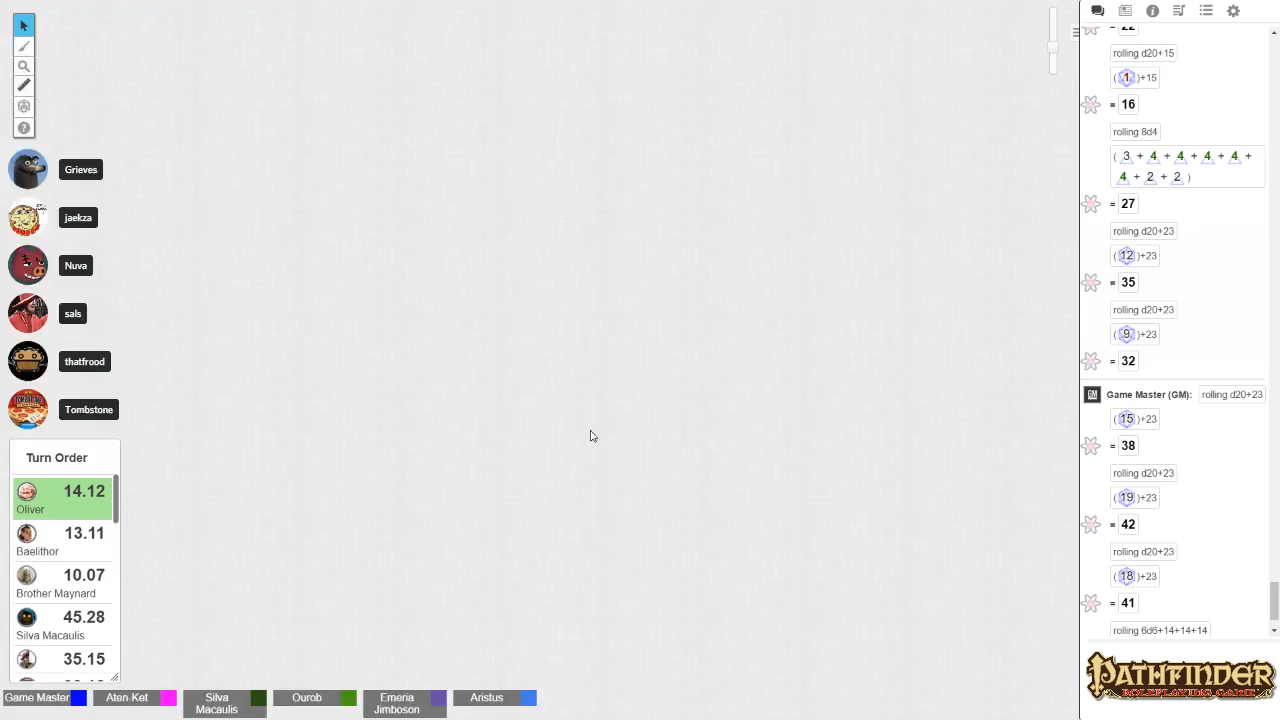 = 22
rolling d20+15
(1)+15
= 16
rolling 8d4
(3 + 4 + 4 + 4 + 4 +
4 + 2 + 2)
= 27
rolling d20+23
(12)+23
= 35
rolling d20+23
(9)+23
= 32
GM Game Master (GM): rolling d20+23
(15)+23
= 38
rolling d20+23
(19)+23
= 42
rolling d20+23
(18)+23
= 41
rolling 6d6+14+14+14
Grieves
jaekza
Nuva
sals
thatfrood
Tombstone
Turn Order
14.12
Oliver
13.11
Baelithor
10.07
Brother Maynard
45.28
Silva Macaulis
35.15
Game Master
Aten Ket
Silva
Macaulis
Ourob
Emeria
Jimboson
Aristus
PATHFINDER
ROLEPLAYING GAME